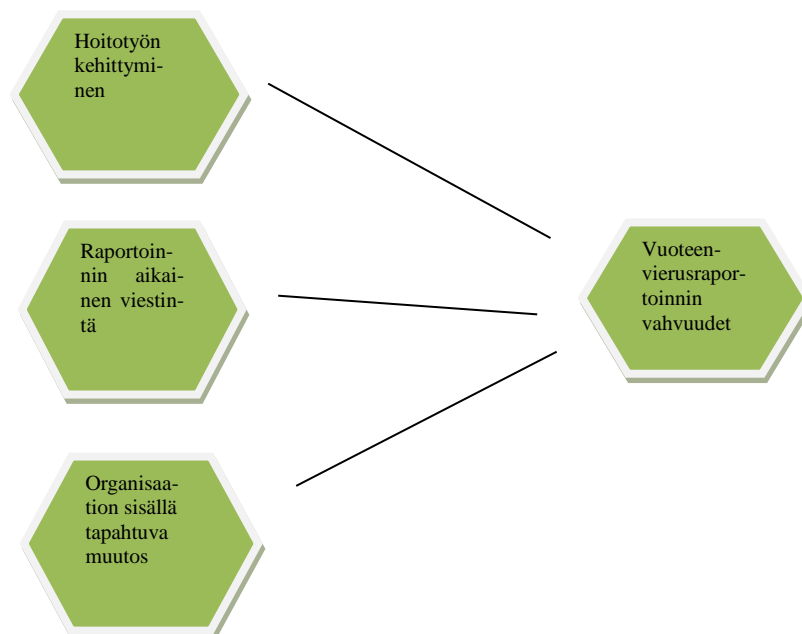 Hoitotyön
kehittymi-
nen
Raportoin-
nin aikai-
nen viestin-
tä
Vuoteen-
vierusrapor-
toinnin
vahvuudet
Organisaa-
tion sisällä
tapahtuva
muutos